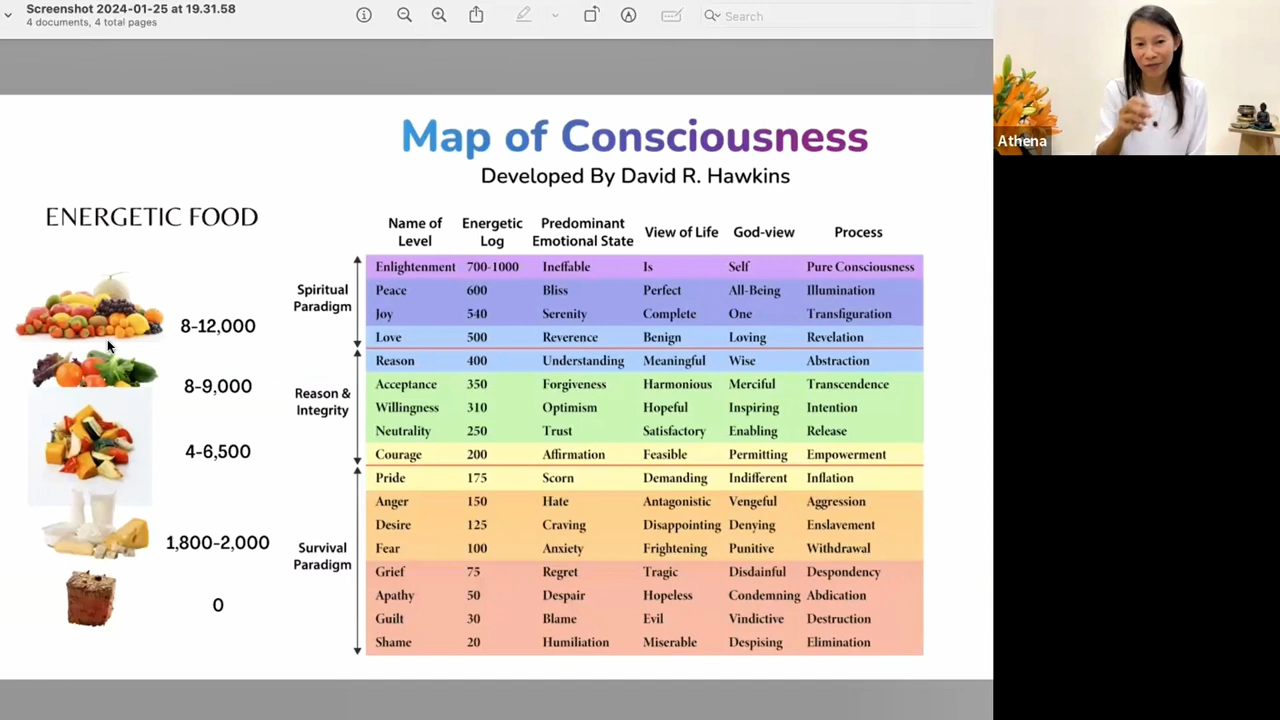 Screenshot 2024-01-25 at 19.31.58
4 documents, 4 total pages
Search
Athena
Map of Consciousness
Developed By David R. Hawkins
ENERGETIC FOOD
8-12,000
8-9,000
4-6,500
1,800-2,000
0
Name of Level Energetic Log Predominant Emotional State View of Life God-view Process
Spiritual Paradigm
Enlightenment 700-1000 Ineffable Is Self Pure Consciousness
Peace 600 Bliss Perfect All-Being Illumination
Joy 540 Serenity Complete One Transfiguration
Love 500 Reverence Benign Loving Revelation
Reason & Integrity
Reason 400 Understanding Meaningful Wise Abstraction
Acceptance 350 Forgiveness Harmonious Merciful Transcendence
Willingness 310 Optimism Hopeful Inspiring Intention
Neutrality 250 Trust Satisfactory Enabling Release
Courage 200 Affirmation Feasible Permitting Empowerment
Survival Paradigm
Pride 175 Scorn Demanding Indifferent Inflation
Anger 150 Hate Antagonistic Vengeful Aggression
Desire 125 Craving Disappointing Denying Enslavement
Fear 100 Anxiety Frightening Punitive Withdrawal
Grief 75 Regret Tragic Disdainful Despondency
Apathy 50 Despair Hopeless Condemning Abdication
Guilt 30 Blame Evil Vindictive Destruction
Shame 20 Humiliation Miserable Despising Elimination